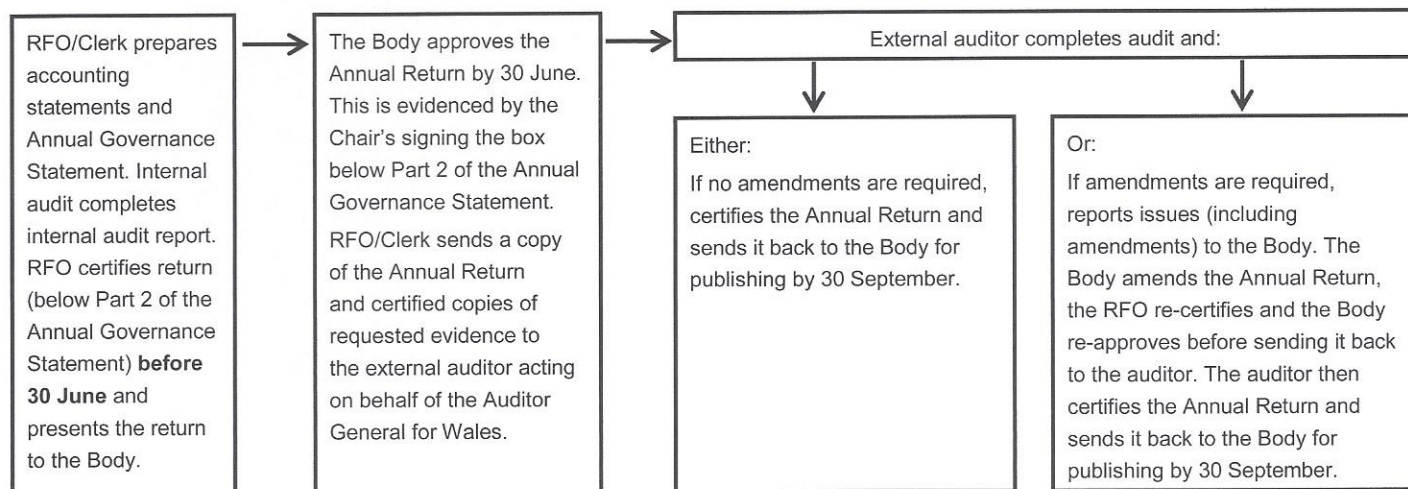 RFO/Clerk prepares
accounting
statements and
Annual Governance
Statement. Internal
audit completes
internal audit report.
RFO certifies return
(below Part 2 of the
Annual Governance
Statement) before
30 June and
presents the return
to the Body.
The Body approves the
Annual Return by 30 June.
This is evidenced by the
Chair's signing the box
below Part 2 of the Annual
Governance Statement.
RFO/Clerk sends a copy
of the Annual Return
and certified copies of
requested evidence to
the external auditor acting
on behalf of the Auditor
General for Wales.
External auditor completes audit and:
Either:
If no amendments are required,
certifies the Annual Return and
sends it back to the Body for
publishing by 30 September.
Or:
If amendments are required,
reports issues (including
amendments) to the Body. The
Body amends the Annual Return,
the RFO re-certifies and the Body
re-approves before sending it back
to the auditor. The auditor then
certifies the Annual Return and
sends it back to the Body for
publishing by 30 September.